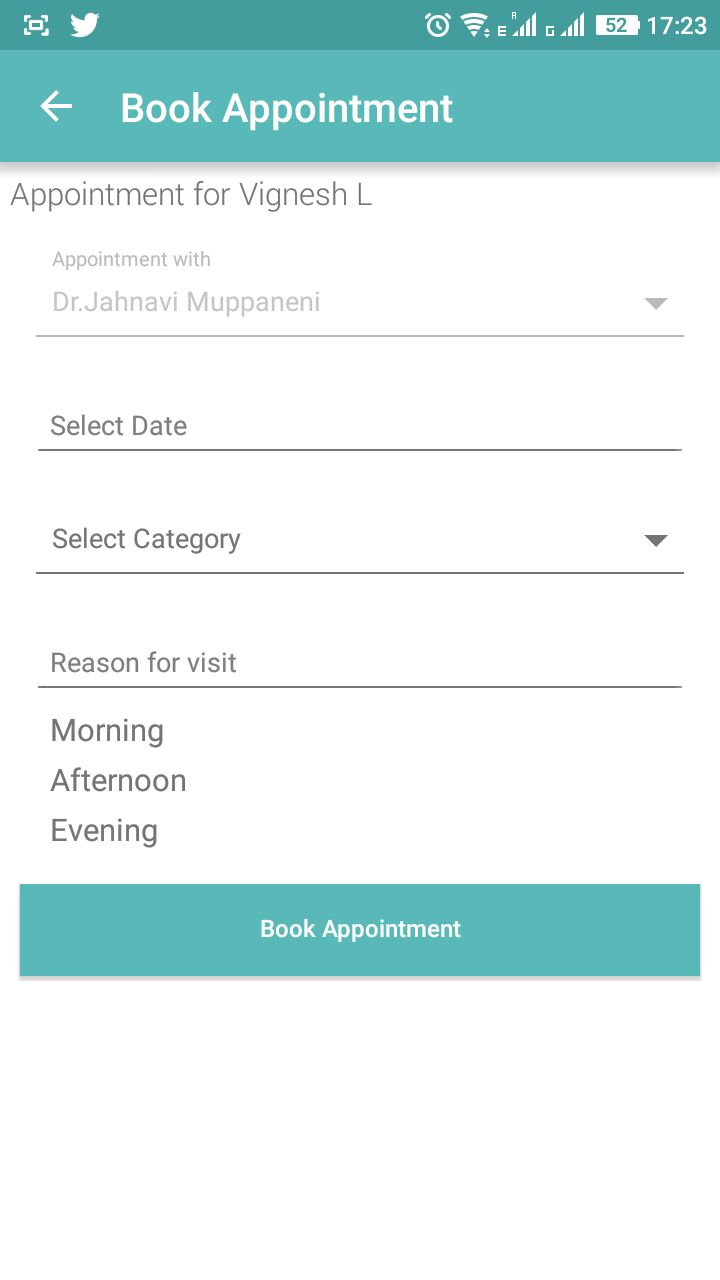 52 17:23
Book Appointment
Appointment for Vignesh L
Appointment with
Dr.Jahnavi Muppaneni
Select Date
Select Category
Reason for visit
Morning
Afternoon
Evening
Book Appointment